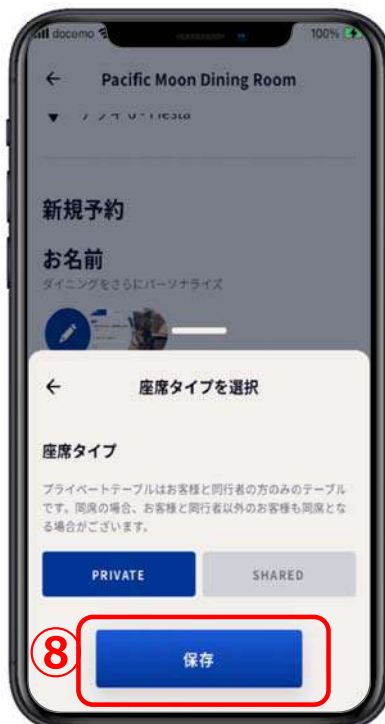 docomo
100%
← Pacific Moon Dining Room
新規予約
お名前
ダイニングをさらにパーソナライズ
← 座席タイプを選択
座席タイプ
プライベートテーブルはお客様と同行者の方のみのテーブル
です。同席の場合、お客様と同行者以外のお客様も同席とな
る場合がございます。
PRIVATE SHARED
⑧ 保存